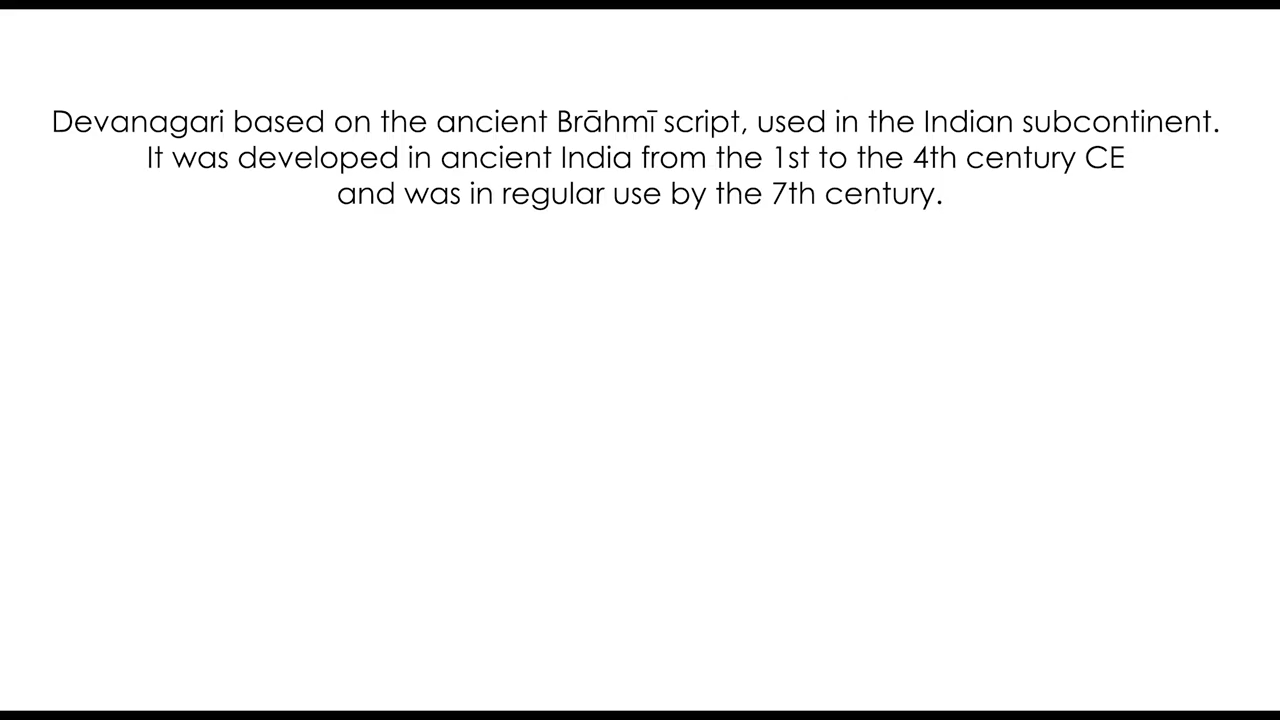 Devanagari based on the ancient Brāhmī script, used in the Indian subcontinent.
It was developed in ancient India from the 1st to the 4th century CE
and was in regular use by the 7th century.